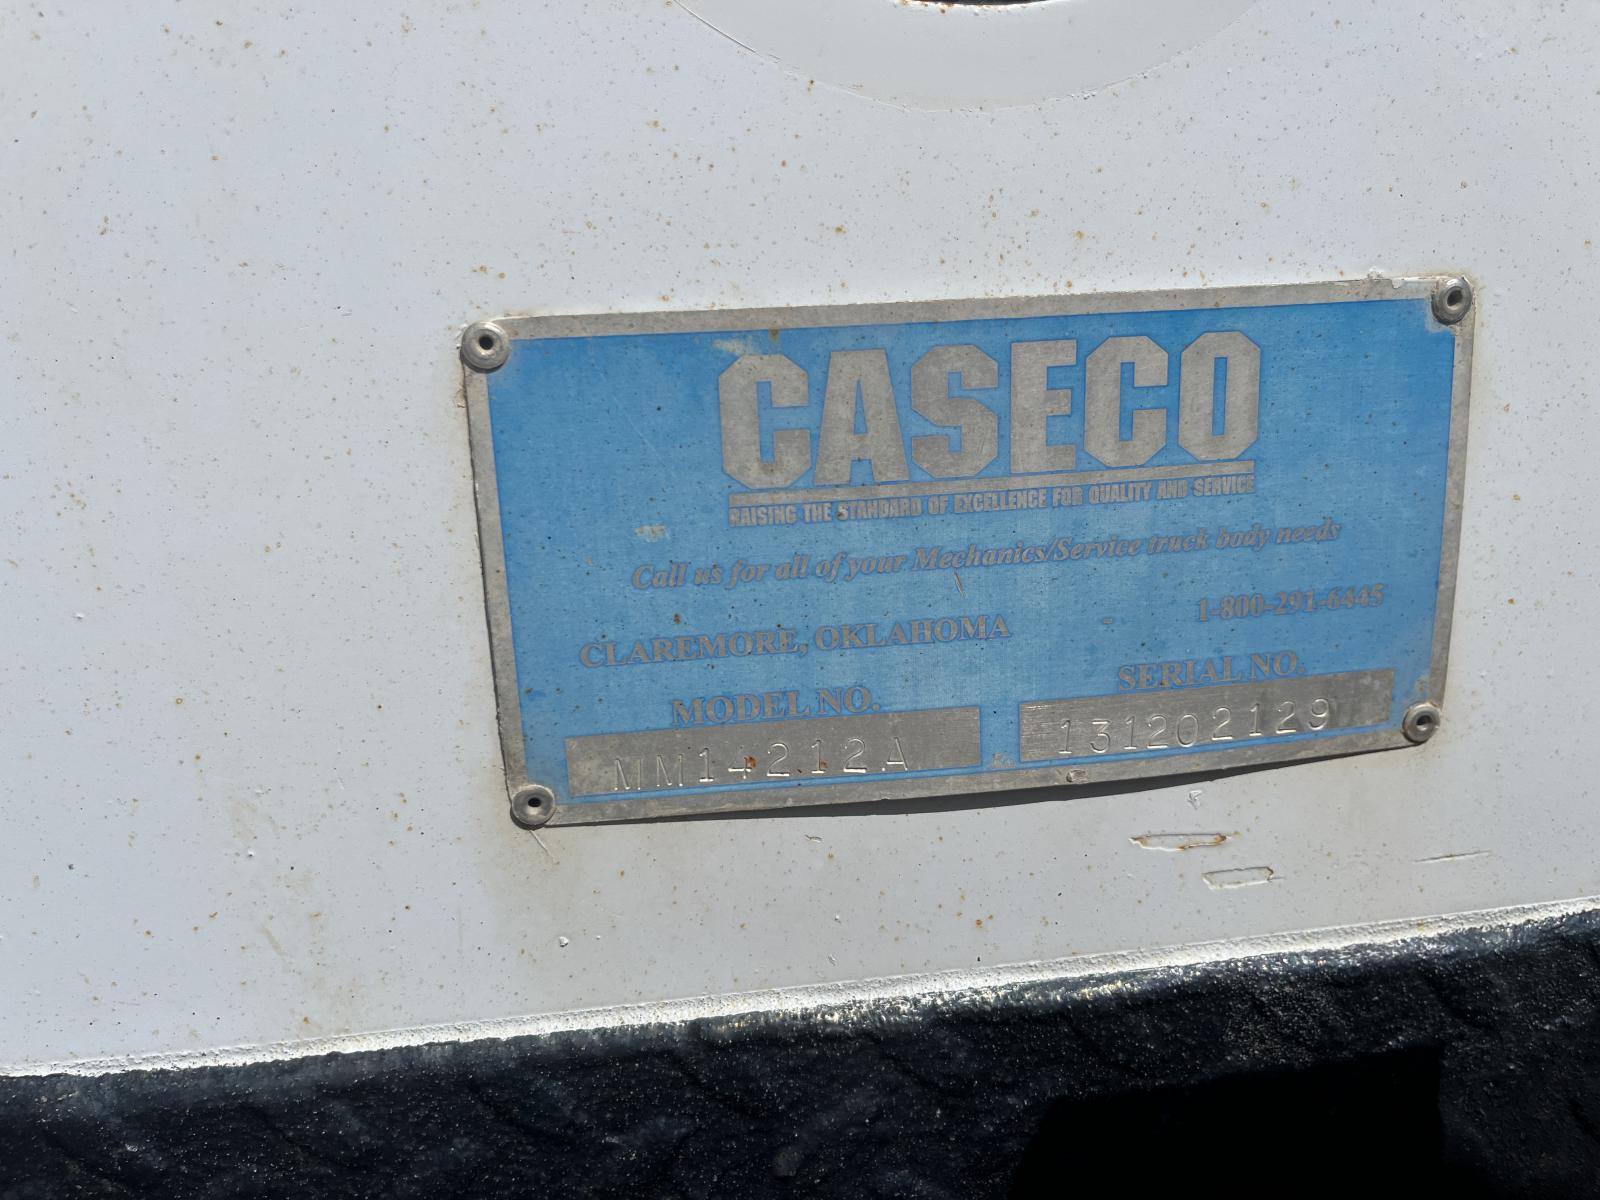 CASECO
RAISING THE STANDARD OF EXCELLENCE FOR QUALITY AND SERVICE
Call us for all of your Mechanics/Service truck body needs
CLAREMORE, OKLAHOMA - 1-800-291-6445
MODEL NO. SERIAL NO.
MM14212A 131202129